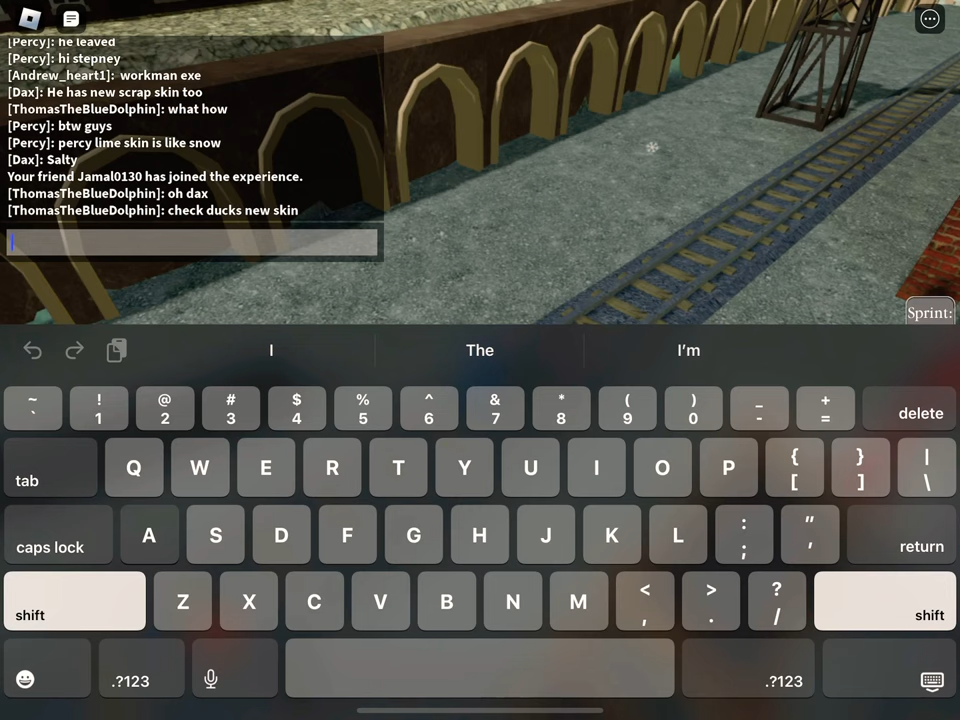 [Percy]: he leaved
[Percy]: hi stepney
[Andrew_heart1]:  workman exe
[Dax]: He has new scrap skin too
[ThomasTheBlueDolphin]: what how
[Percy]: btw guys
[Percy]: percy lime skin is like snow
[Dax]: Salty
Your friend Jamal0130 has joined the experience.
[ThomasTheBlueDolphin]: oh dax
[ThomasTheBlueDolphin]: check ducks new skin
Sprint:
I The I'm
~ ! @ # $ % ^ & * ( ) _ +
` 1 2 3 4 5 6 7 8 9 0 - = delete
tab Q W E R T Y U I O P { [ } ] | \
caps lock A S D F G H J K L : ; " ' return
shift Z X C V B N M < , > . ? / shift
.?123 .?123